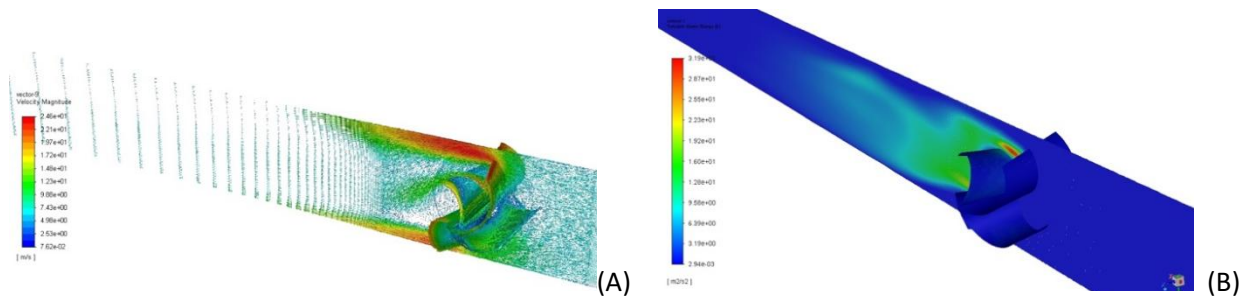 vector-9
Velocity Magnitude
2.46e+01
2.21e+01
1.97e+01
1.72e+01
1.48e+01
1.23e+01
9.88e+00
7.43e+00
4.98e+00
2.53e+00
7.62e-02
[ m/s ]
(A)
3.19e+01
2.87e+01
2.55e+01
2.23e+01
1.92e+01
1.60e+01
1.28e+01
9.58e+00
6.39e+00
3.19e+00
2.94e-03
[ m2/s2 ]
(B)